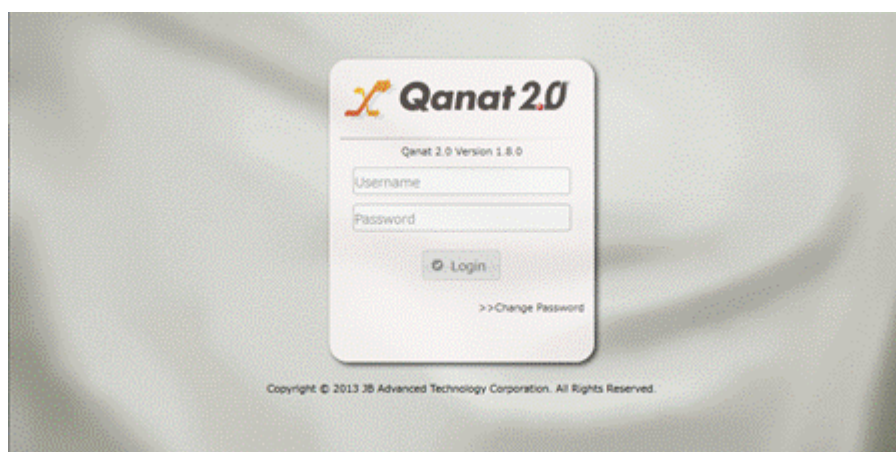 Qanat 2.0
Qanat 2.0 Version 1.8.0
Username
Password
Login
>>Change Password
Copyright © 2013 JB Advanced Technology Corporation. All Rights Reserved.